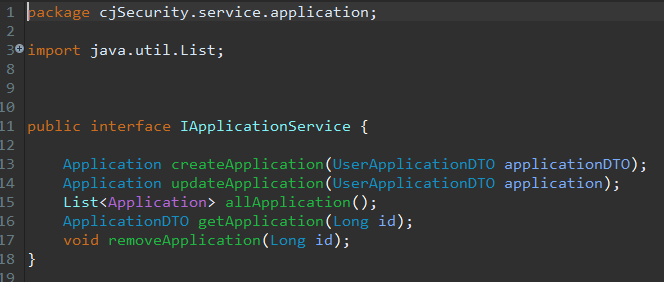 1 package cjSecurity.service.application;
2
3 import java.util.List;
8
9
10
11 public interface IApplicationService {
12
13     Application createApplication(UserApplicationDTO applicationDTO);
14     Application updateApplication(UserApplicationDTO application);
15     List<Application> allApplication();
16     ApplicationDTO getApplication(Long id);
17     void removeApplication(Long id);
18 }
19